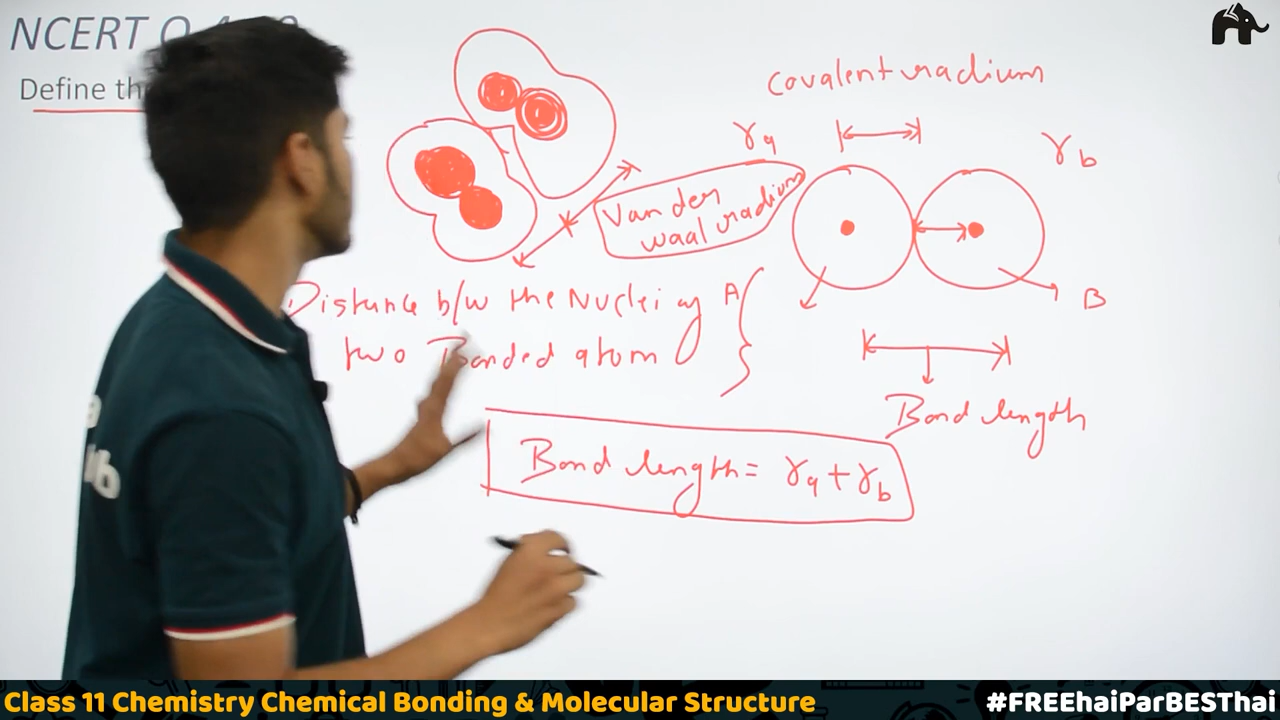 NCERT Q
Define th
covalent radium
ra
rb
Van der
waal radium
Distance b/w the Nuclei of
two Bonded atom
A
B
Bond length
Bond length = ra + rb
Class 11 Chemistry Chemical Bonding & Molecular Structure
#FREEhaiParBESThai